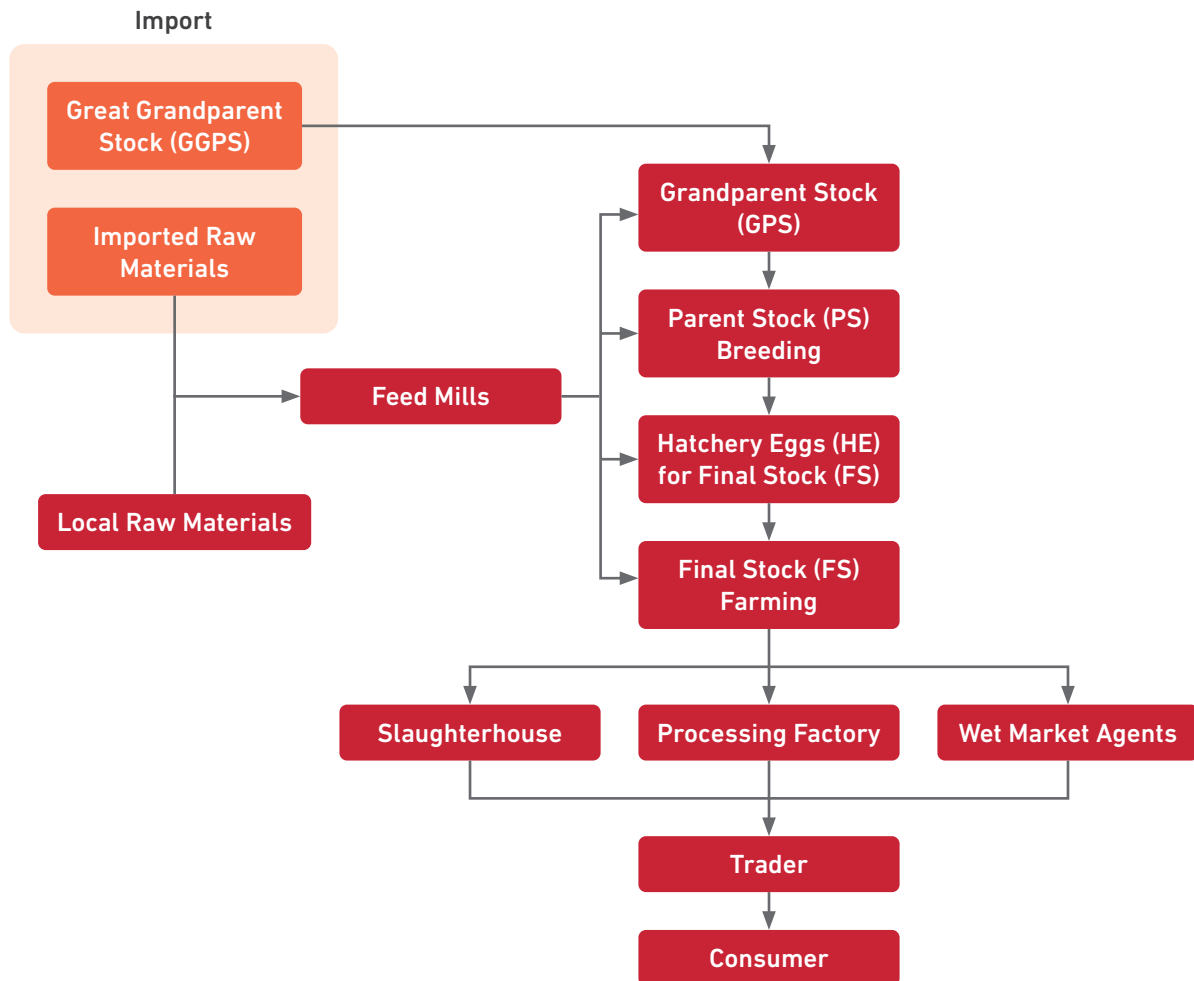 Import
Great Grandparent
Stock (GGPS)
Imported Raw
Materials
Grandparent Stock
(GPS)
Parent Stock (PS)
Breeding
Feed Mills
Hatchery Eggs (HE)
for Final Stock (FS)
Local Raw Materials
Final Stock (FS)
Farming
Slaughterhouse
Processing Factory
Wet Market Agents
Trader
Consumer